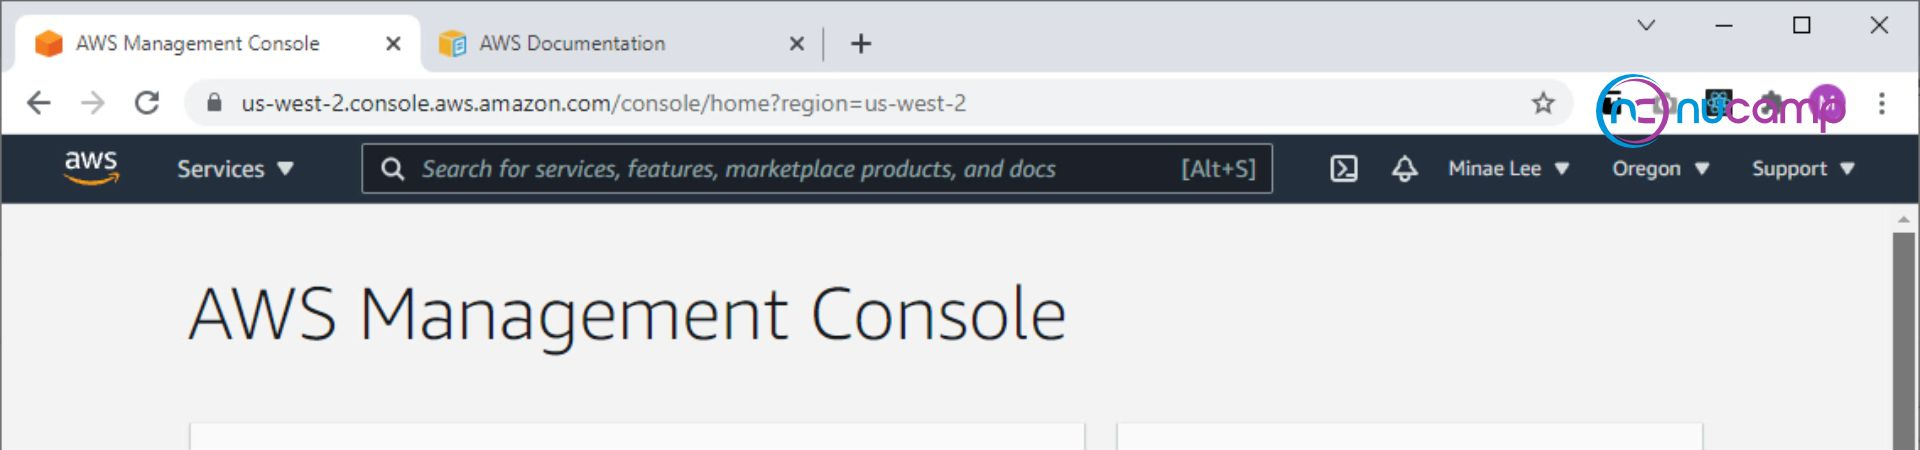 AWS Management Console
AWS Documentation
us-west-2.console.aws.amazon.com/console/home?region=us-west-2
nucamp
aws
Services
Search for services, features, marketplace products, and docs
[Alt+S]
Minae Lee
Oregon
Support
AWS Management Console